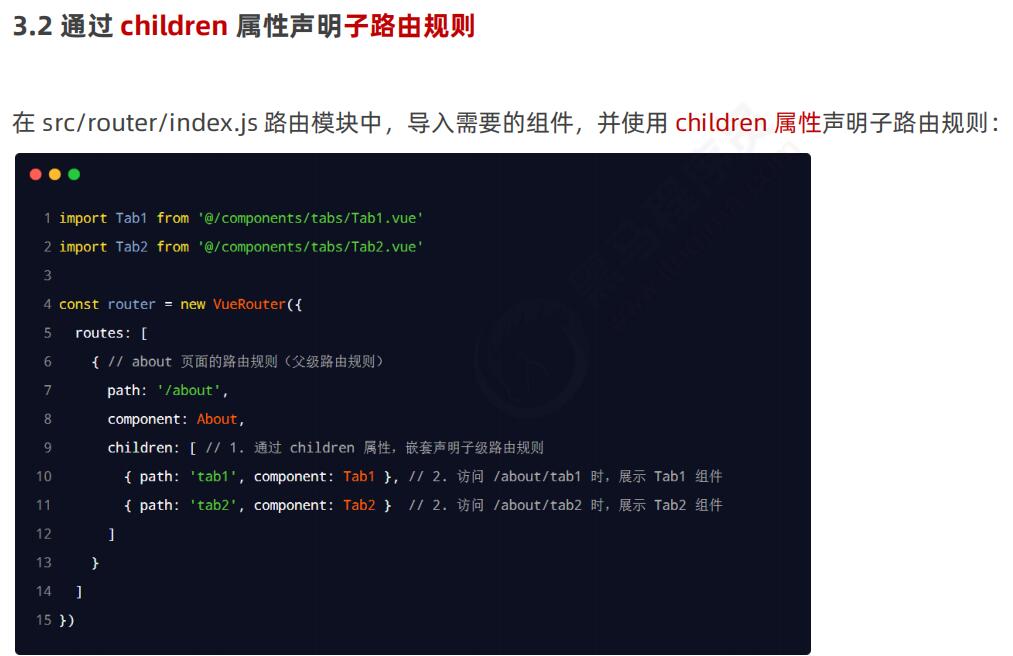 3.2 通过 children 属性声明子路由规则
在 src/router/index.js 路由模块中，导入需要的组件，并使用 children 属性声明子路由规则：
1 import Tab1 from '@/components/tabs/Tab1.vue'
2 import Tab2 from '@/components/tabs/Tab2.vue'
3
4 const router = new VueRouter({
5 routes: [
6 { // about 页面的路由规则（父级路由规则）
7 path: '/about',
8 component: About,
9 children: [ // 1. 通过 children 属性，嵌套声明子级路由规则
10 { path: 'tab1', component: Tab1 }, // 2. 访问 /about/tab1 时，展示 Tab1 组件
11 { path: 'tab2', component: Tab2 } // 2. 访问 /about/tab2 时，展示 Tab2 组件
12 ]
13 }
14 ]
15 })
黑马程序员